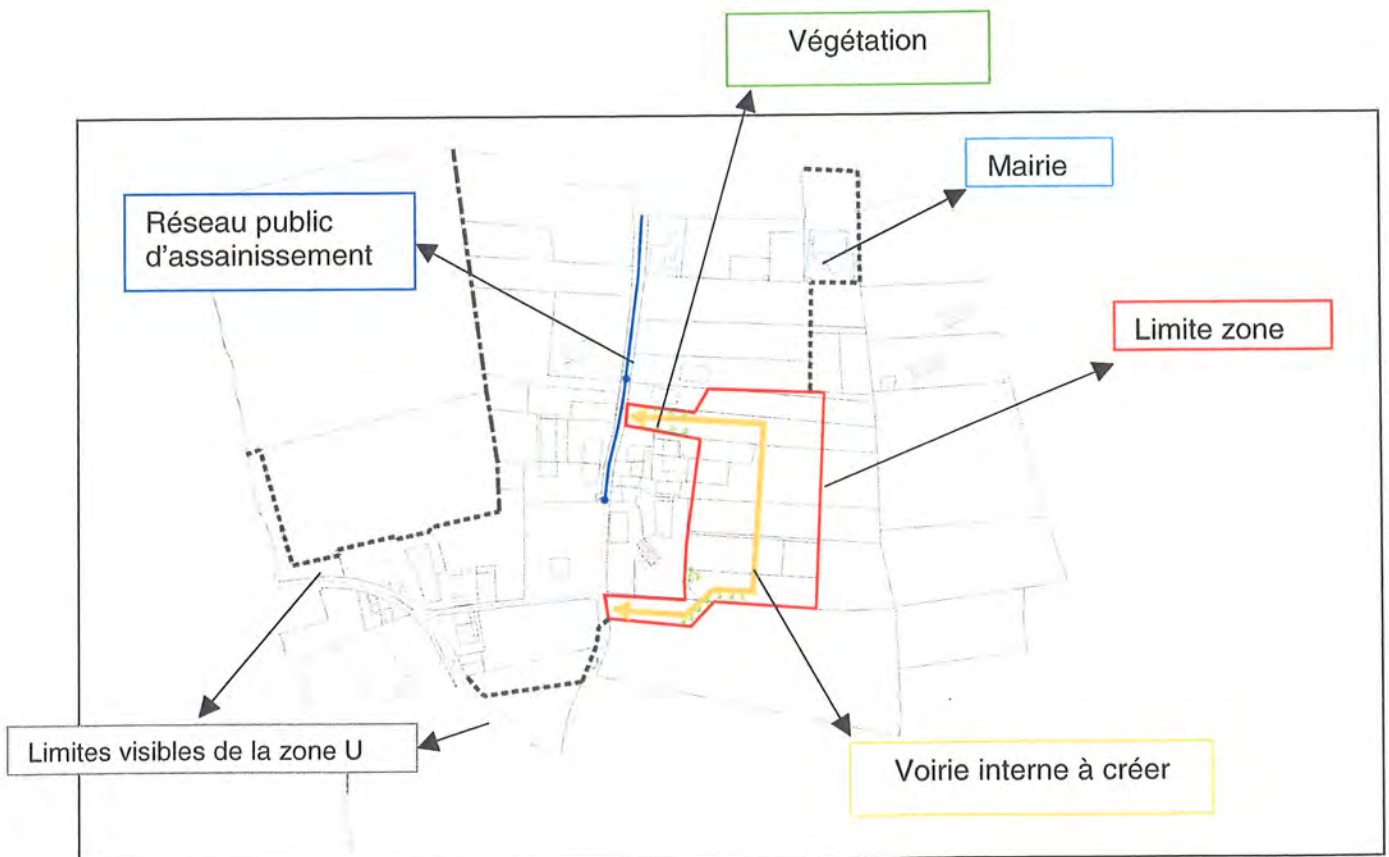 Végétation
Mairie
Réseau public
d'assainissement
Limite zone
Limites visibles de la zone U
Voirie interne à créer